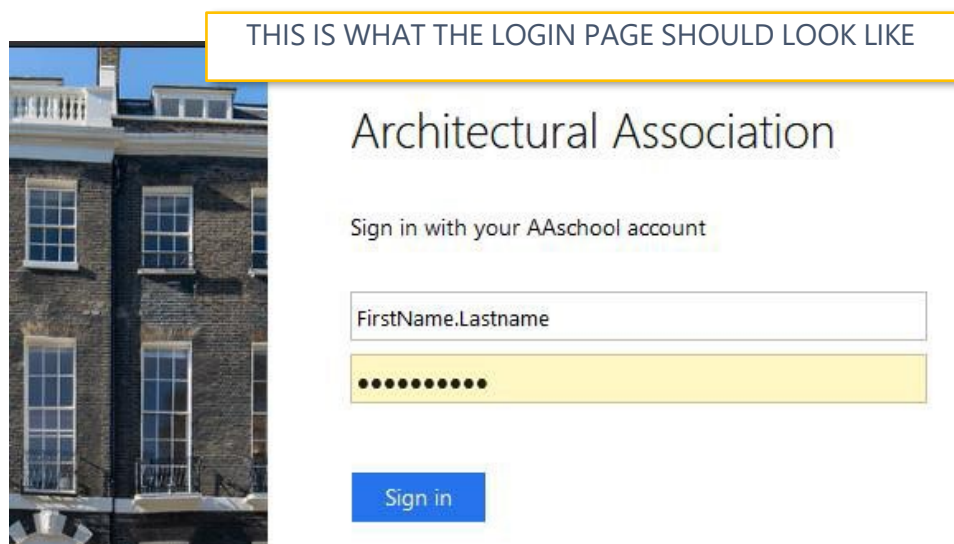 THIS IS WHAT THE LOGIN PAGE SHOULD LOOK LIKE
Architectural Association
Sign in with your AAschool account
FirstName.Lastname
••••••••••
Sign in